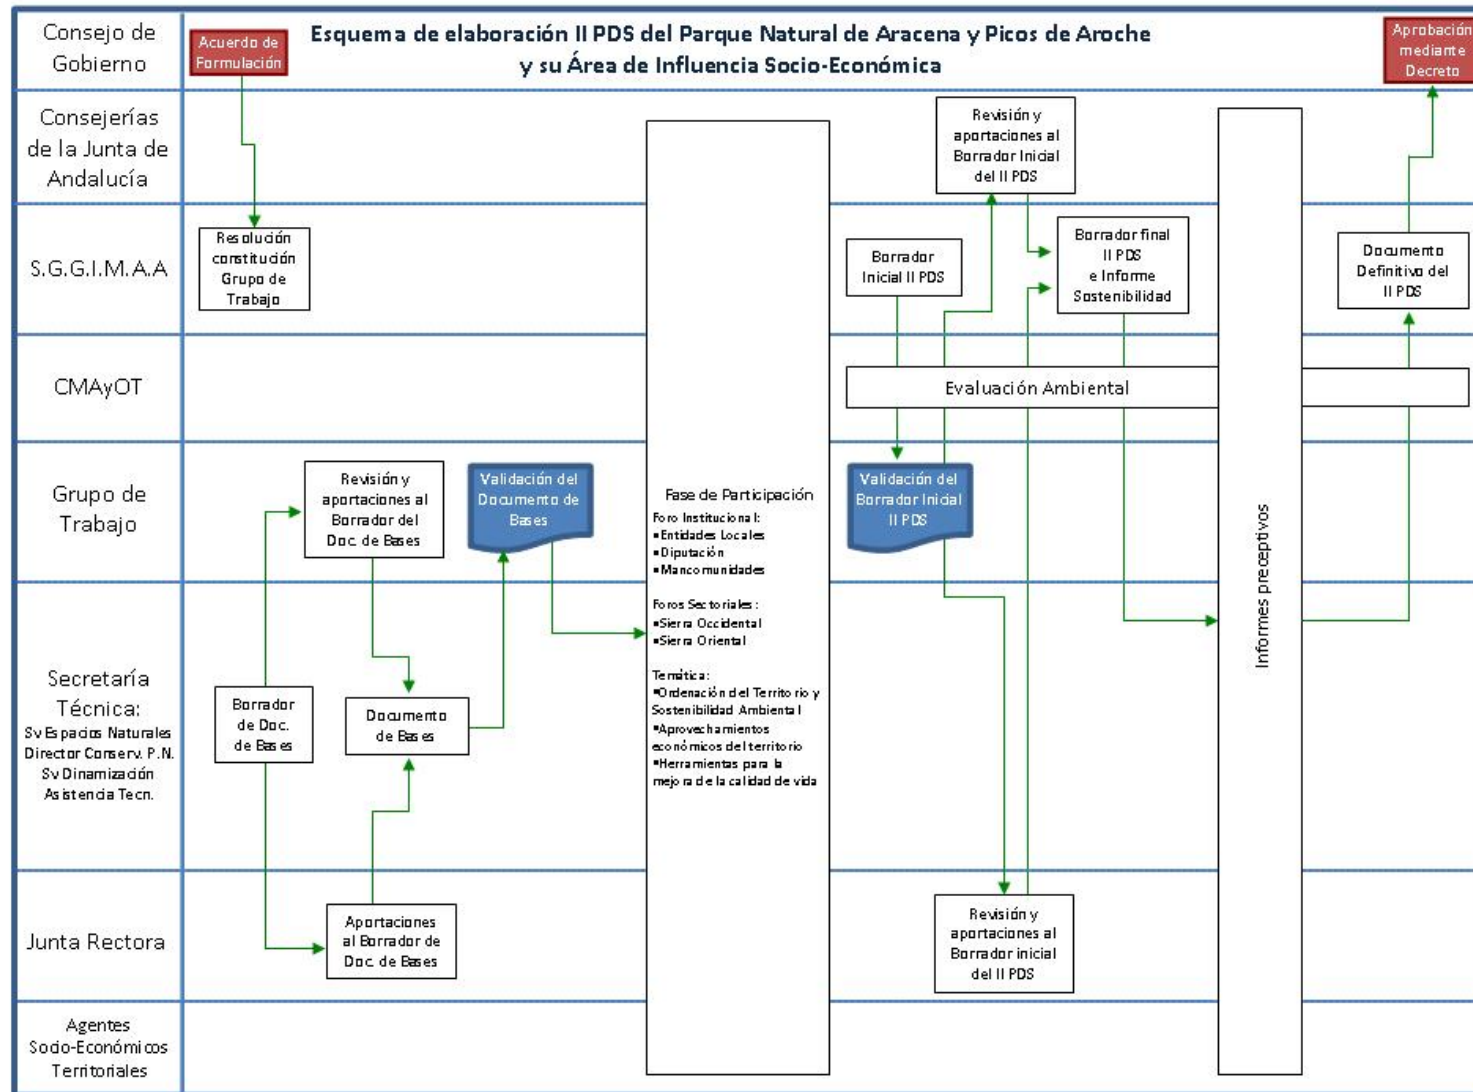 Esquema de elaboración II PDS del Parque Natural de Aracena y Picos de Aroche
y su Área de Influencia Socio-Económica
Consejo de
Gobierno
Acuerdo de
Formulación
Aprobación
mediante
Decreto
Consejerías
de la Junta de
Andalucía
Revisión y
aportaciones al
Borrador Inicial
del II PDS
S.G.G.I.M.A.A
Resolución
constitución
Grupo de
Trabajo
Borrador
Inicial II PDS
Borrador final
II PDS
e Informe
Sostenibilidad
Documento
Definitivo del
II PDS
CMAyOT
Evaluación Ambiental
Grupo de
Trabajo
Revisión y
aportaciones al
Borrador del
Doc. de Bases
Validación del
Documento de
Bases
Fase de Participación
Foro Institucional:
▪Entidades Locales
▪Diputación
▪Mancomunidades
Foros Sectoriales:
▪Sierra Occidental
▪Sierra Oriental
Temática:
▪Ordenación del Territorio y
Sostenibilidad Ambiental
▪Aprovechamientos
económicos del territorio
▪Herramientas para la
mejora de la calidad de vida
Validación del
Borrador Inicial
II PDS
Informes preceptivos
Secretaría
Técnica:
Sv Espacios Naturales
Director Conserv. P.N.
Sv Dinamización
Asistencia Tecn.
Borrador
de Doc.
de Bases
Documento
de Bases
Junta Rectora
Aportaciones
al Borrador de
Doc. de Bases
Revisión y
aportaciones al
Borrador inicial
del II PDS
Agentes
Socio-Económicos
Territoriales